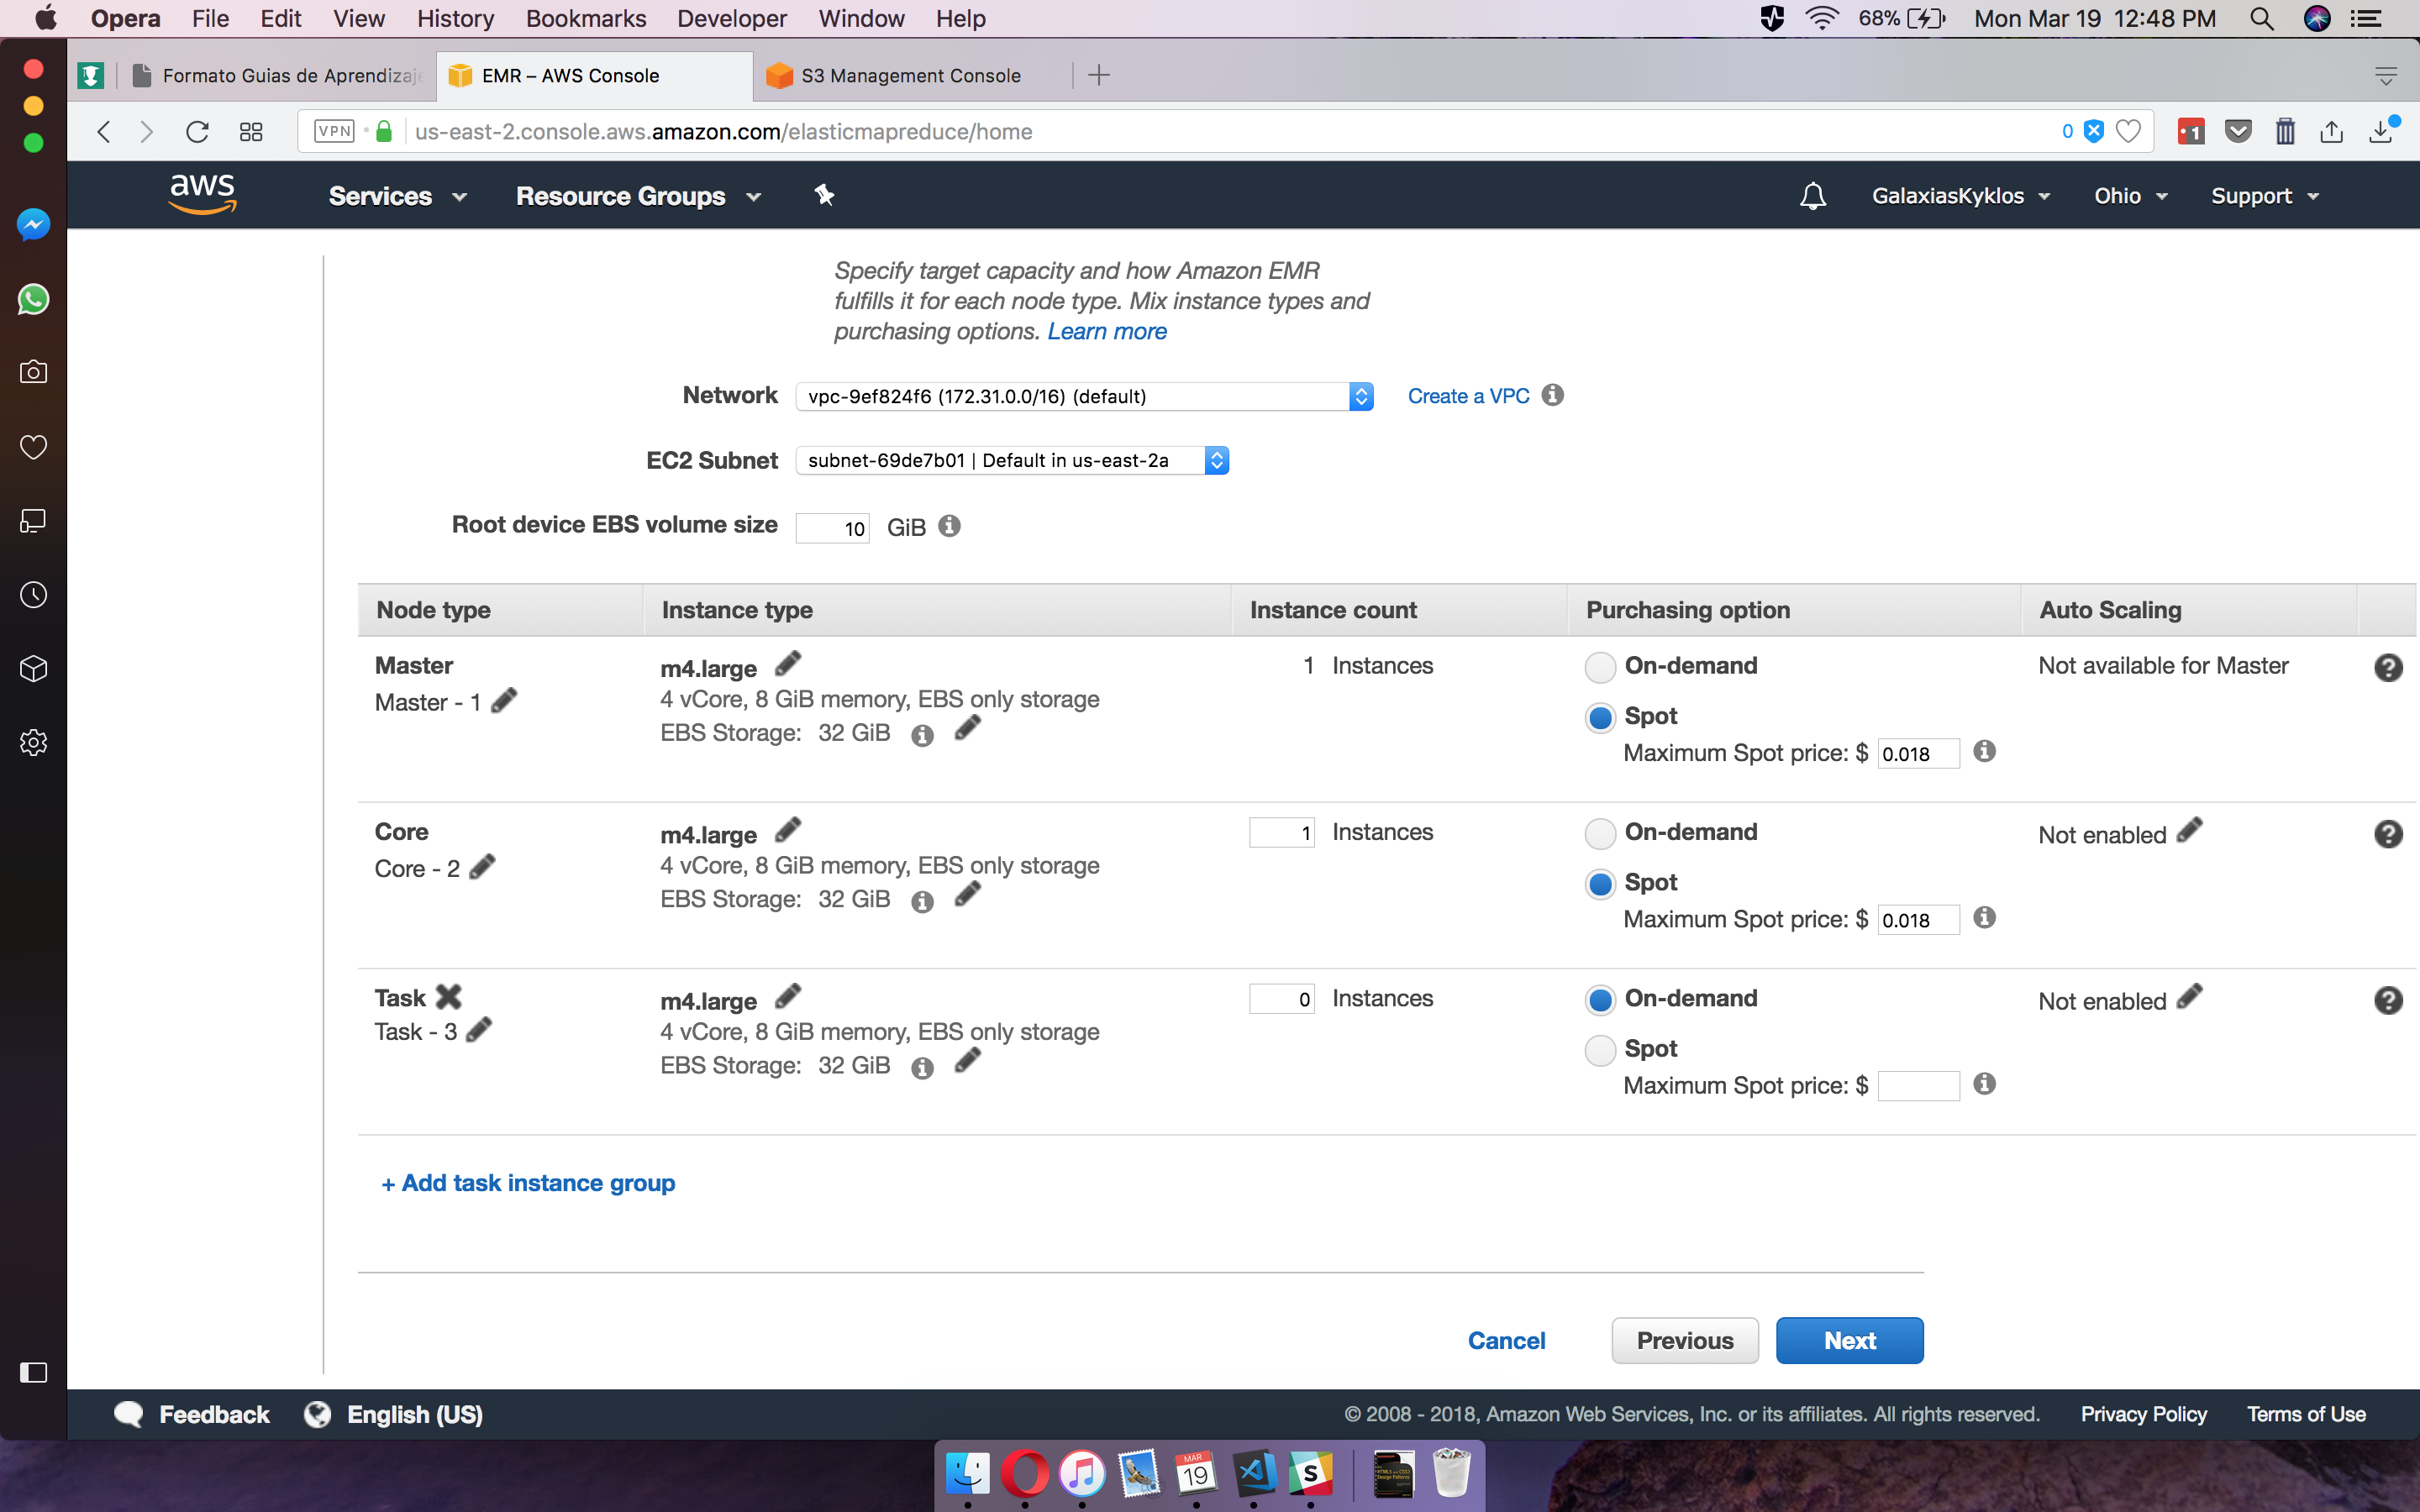 Opera File Edit View History Bookmarks Developer Window Help 68% Mon Mar 19 12:48 PM
Formato Guias de Aprendizaje EMR – AWS Console S3 Management Console
VPN us-east-2.console.aws.amazon.com/elasticmapreduce/home 0 1
aws Services Resource Groups GalaxiasKyklos Ohio Support
Specify target capacity and how Amazon EMR
fulfills it for each node type. Mix instance types and
purchasing options. Learn more
Network vpc-9ef824f6 (172.31.0.0/16) (default) Create a VPC
EC2 Subnet subnet-69de7b01 | Default in us-east-2a
Root device EBS volume size 10 GiB
Node type Instance type Instance count Purchasing option Auto Scaling
Master m4.large 1 Instances On-demand Not available for Master
Master - 1 4 vCore, 8 GiB memory, EBS only storage Spot
EBS Storage: 32 GiB Maximum Spot price: $ 0.018
Core m4.large 1 Instances On-demand Not enabled
Core - 2 4 vCore, 8 GiB memory, EBS only storage Spot
EBS Storage: 32 GiB Maximum Spot price: $ 0.018
Task m4.large 0 Instances On-demand Not enabled
Task - 3 4 vCore, 8 GiB memory, EBS only storage Spot
EBS Storage: 32 GiB Maximum Spot price: $
+ Add task instance group
Cancel Previous Next
Feedback English (US) © 2008 - 2018, Amazon Web Services, Inc. or its affiliates. All rights reserved. Privacy Policy Terms of Use
MAR
19
S